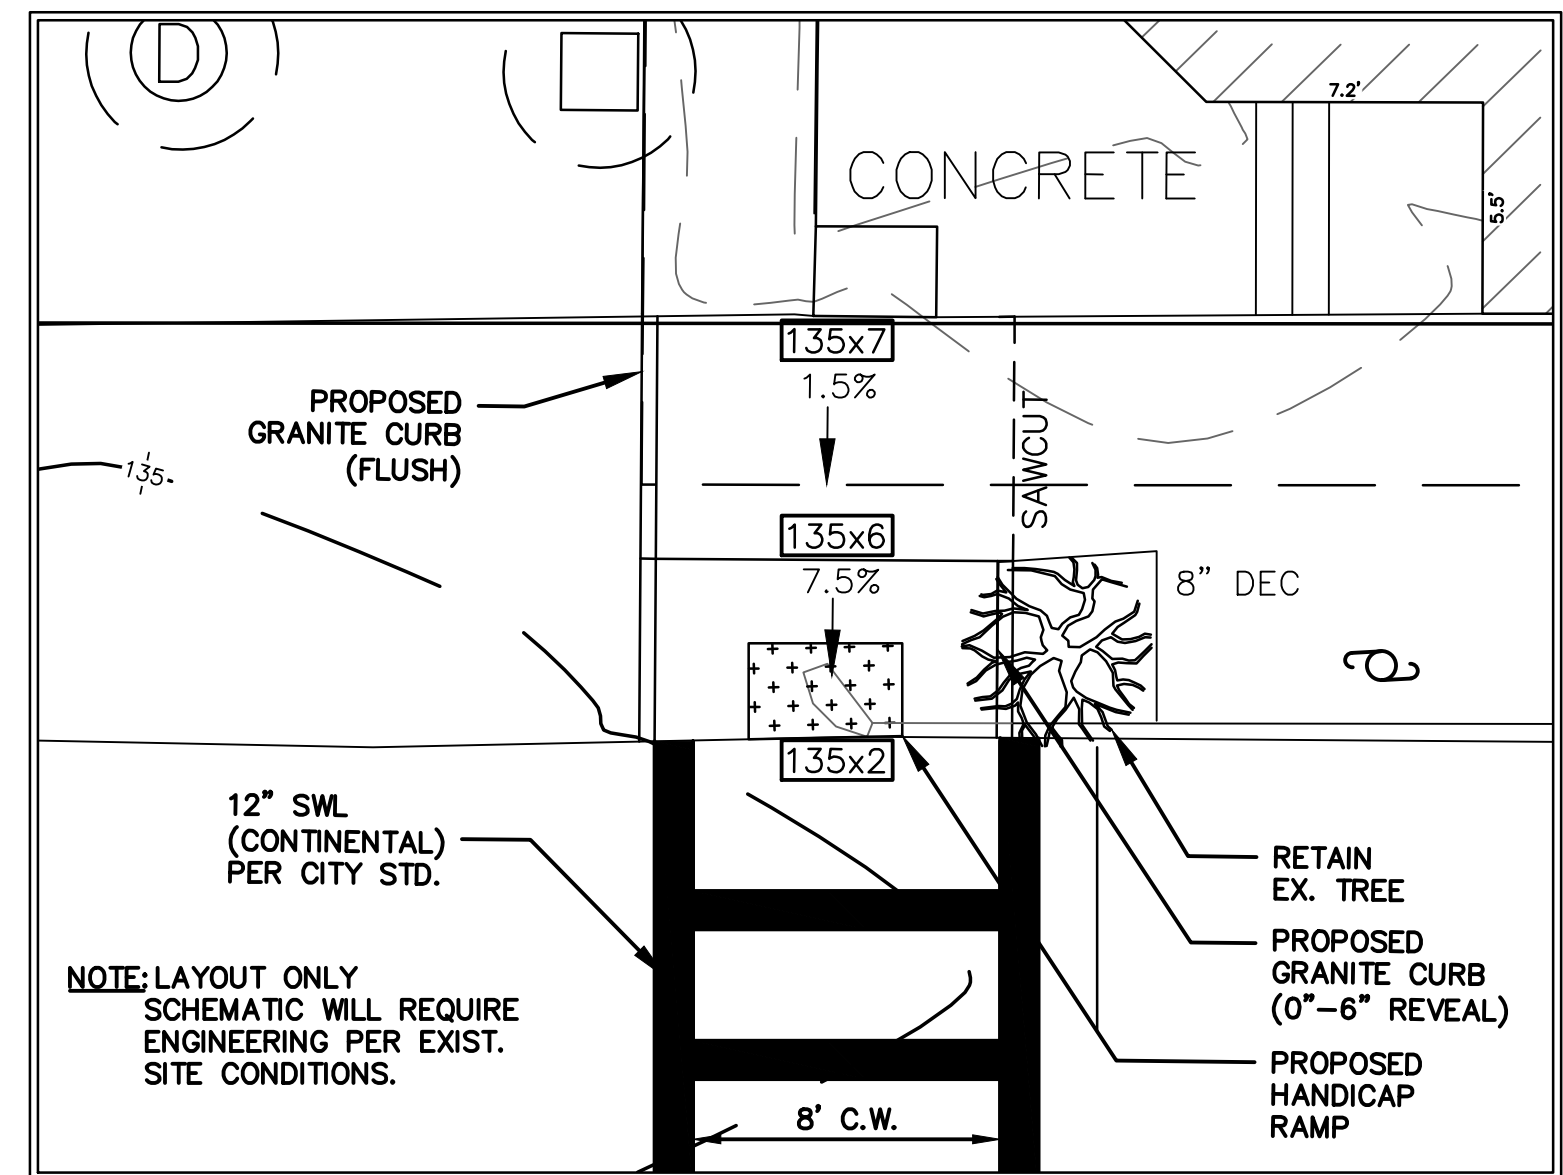 D
7.2'
CONCRETE
5.5'
135x7
1.5%
PROPOSED
GRANITE CURB
(FLUSH)
SAWCUT
135
135x6
7.5%
8" DEC
135x2
12" SWL
(CONTINENTAL)
PER CITY STD.
RETAIN
EX. TREE
PROPOSED
GRANITE CURB
(0"-6" REVEAL)
NOTE: LAYOUT ONLY
SCHEMATIC WILL REQUIRE
ENGINEERING PER EXIST.
SITE CONDITIONS.
PROPOSED
HANDICAP
RAMP
8' C.W.